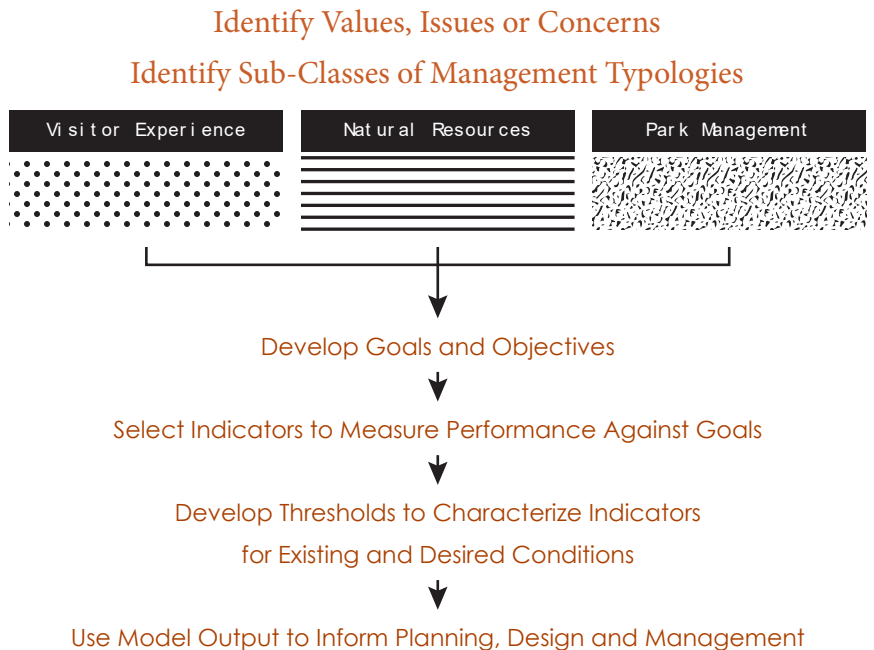 Identify Values, Issues or Concerns
Identify Sub-Classes of Management Typologies
Visitor Experience
Natural Resources
Park Management
Develop Goals and Objectives
Select Indicators to Measure Performance Against Goals
Develop Thresholds to Characterize Indicators
for Existing and Desired Conditions
Use Model Output to Inform Planning, Design and Management